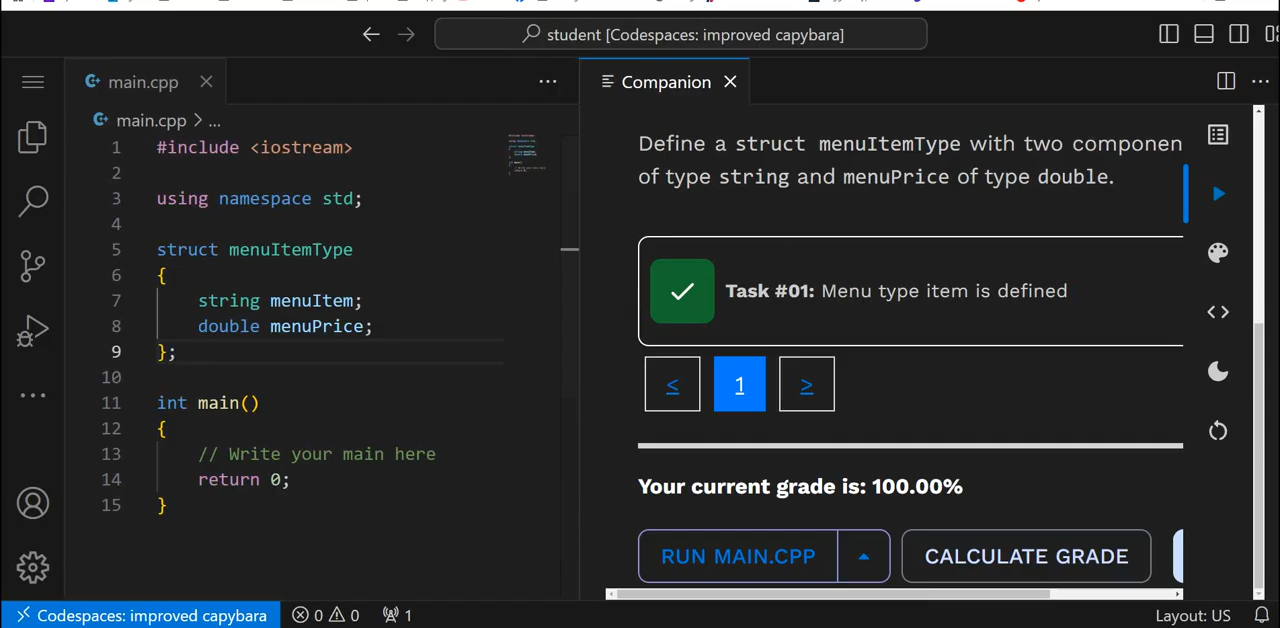 student [Codespaces: improved capybara]
main.cpp
Companion
main.cpp > ...
1 #include <iostream>
2
3 using namespace std;
4
5 struct menuItemType
6 {
7 string menuItem;
8 double menuPrice;
9 };
10
11 int main()
12 {
13 // Write your main here
14 return 0;
15 }
Define a struct menuItemType with two componen
of type string and menuPrice of type double.
Task #01: Menu type item is defined
≤ 1 ≥
Your current grade is: 100.00%
RUN MAIN.CPP
CALCULATE GRADE
Codespaces: improved capybara 0 0 1
Layout: US